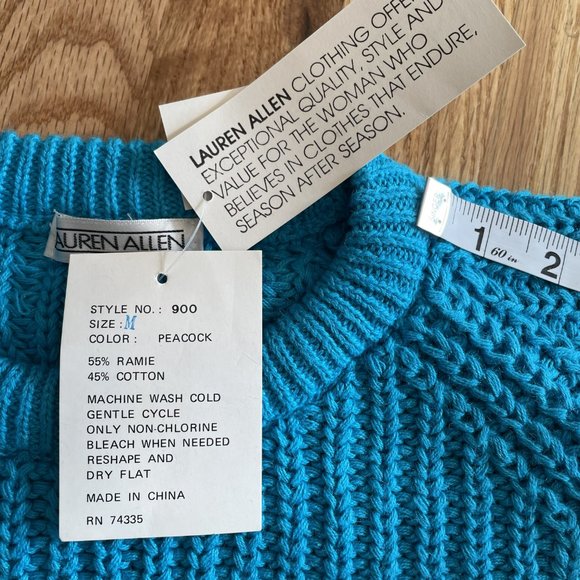 LAUREN ALLEN CLOTHING OFFERS
EXCEPTIONAL QUALITY, STYLE AND
VALUE FOR THE WOMAN WHO
BELIEVES IN CLOTHES THAT ENDURE,
SEASON AFTER SEASON.
AUREN ALLEN
STYLE NO.: 900
SIZE: M
COLOR: PEACOCK
55% RAMIE
45% COTTON
MACHINE WASH COLD
GENTLE CYCLE
ONLY NON-CHLORINE
BLEACH WHEN NEEDED
RESHAPE AND
DRY FLAT
MADE IN CHINA
RN 74335
1 60 in 2